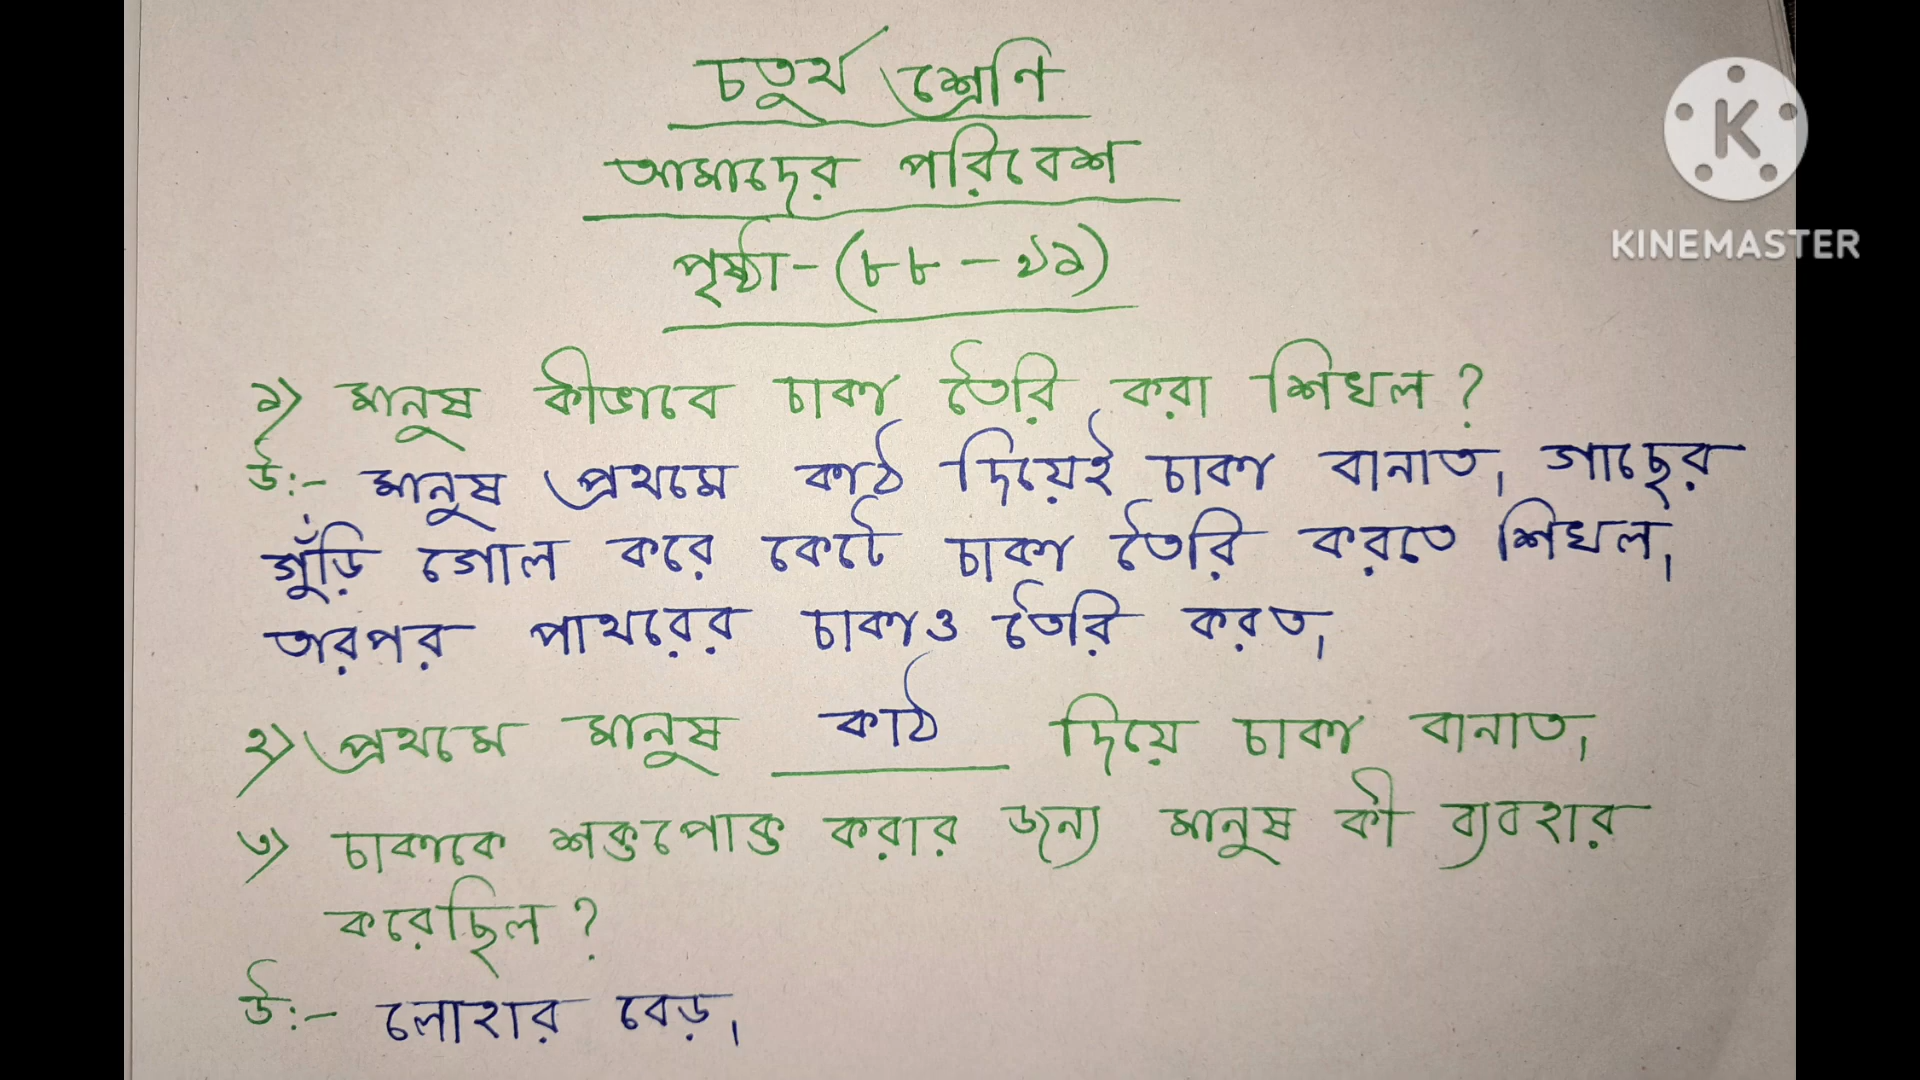 চতুর্থ শ্রেণি
আমাদের পরিবেশ
পৃষ্ঠা-(৮৮-৯১)
KINEMASTER
১) মানুষ কীভাবে চাকা তৈরি করা শিখল?
উ:- মানুষ প্রথমে কাঠ দিয়েই চাকা বানাত। গাছের
গুঁড়ি গোল করে কেটে চাকা তৈরি করতে শিখল।
তারপর পাথরের চাকাও তৈরি করত।
২) প্রথমে মানুষ কাঠ দিয়ে চাকা বানাত।
৩) চাকাকে শক্তপোক্ত করার জন্য মানুষ কী ব্যবহার
করেছিল?
উ:- লোহার বেড়।